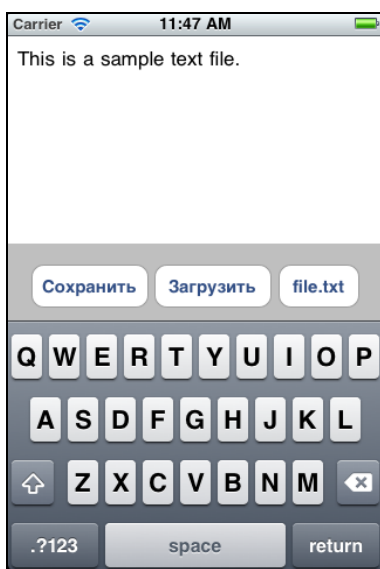 Carrier 11:47 AM
This is a sample text file.
Сохранить Загрузить file.txt
Q W E R T Y U I O P
A S D F G H J K L
Z X C V B N M
.?123 space return